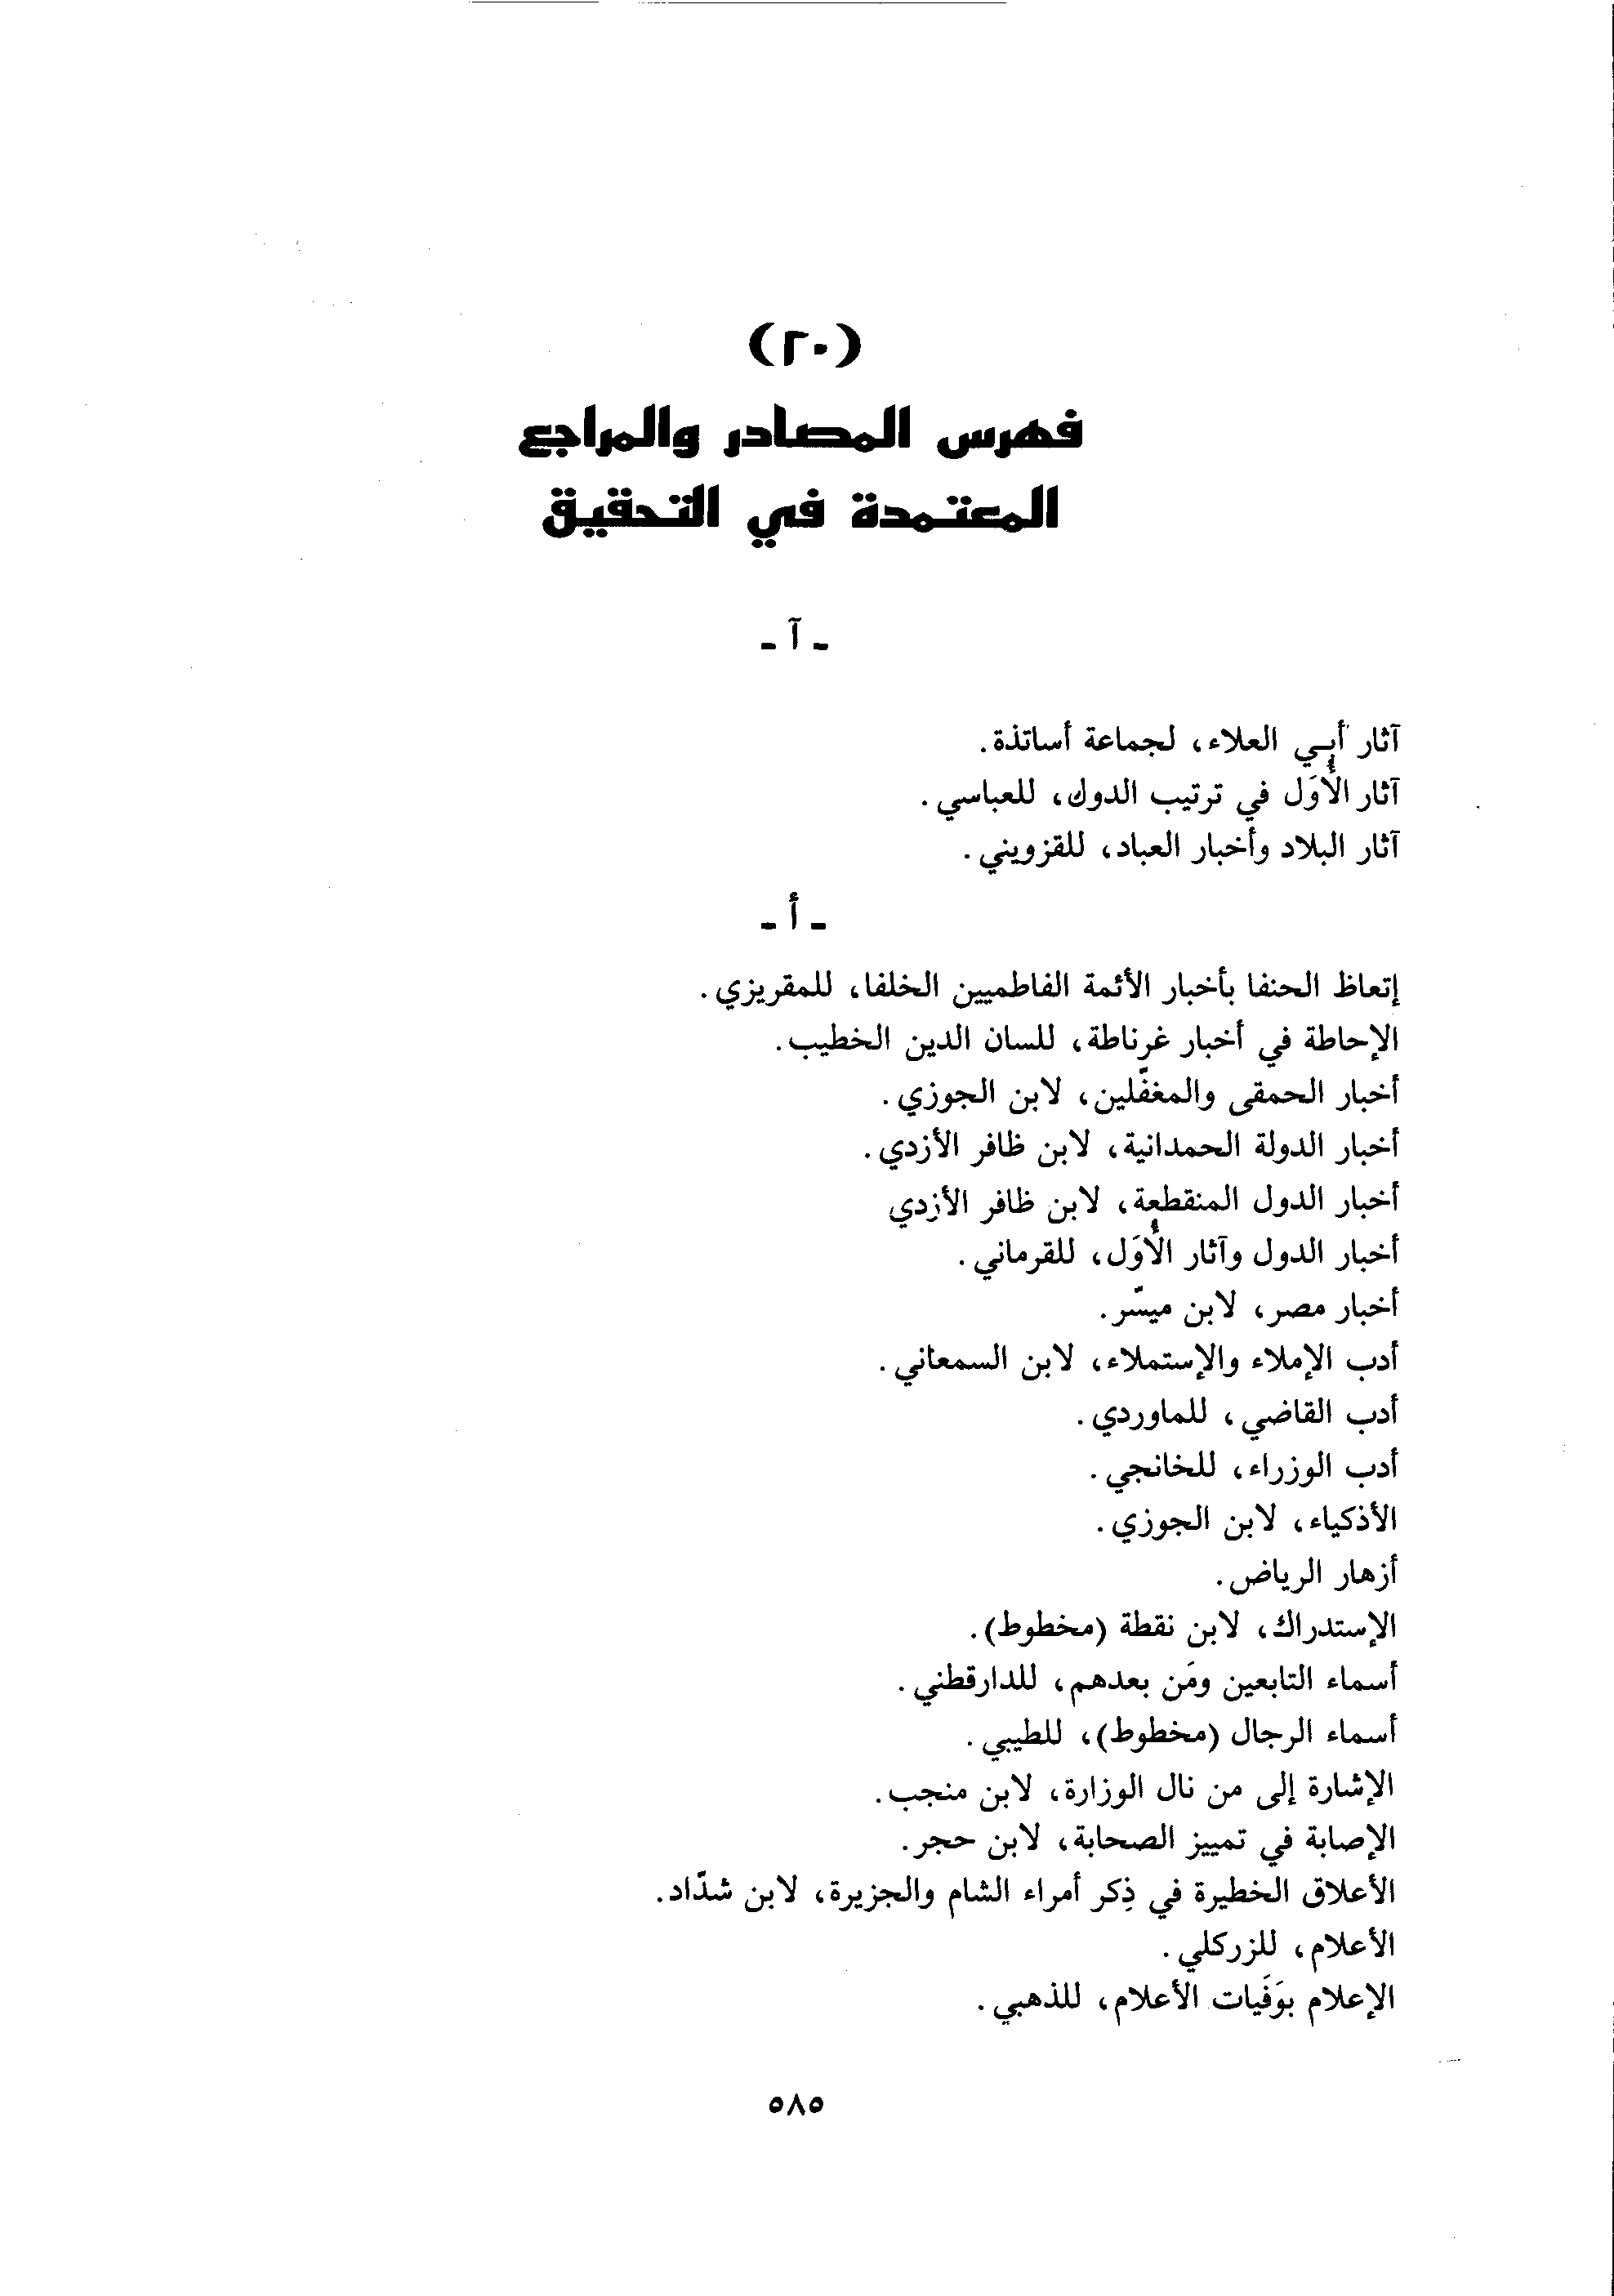 (٢٠)
فهرس المصادر والمراجع
المعتمدة في التحقيق
- آ -
آثار أبي العلاء، لجماعة أساتذة.
آثار الأُوَل في ترتيب الدول، للعباسي.
آثار البلاد وأخبار العباد، للقزويني.
- أ -
إتعاظ الحنفا بأخبار الأئمة الفاطميين الخلفا، للمقريزي.
الإحاطة في أخبار غرناطة، للسان الدين الخطيب.
أخبار الحمقى والمغفّلين، لابن الجوزي.
أخبار الدولة الحمدانية، لابن ظافر الأزدي.
أخبار الدول المنقطعة، لابن ظافر الأزدي
أخبار الدول وآثار الأُوَل، للقرماني.
أخبار مصر، لابن ميسّر.
أدب الإملاء والإستملاء، لابن السمعاني.
أدب القاضي، للماوردي.
أدب الوزراء، للخانجي.
الأذكياء، لابن الجوزي.
أزهار الرياض.
الإستدراك، لابن نقطة (مخطوط).
أسماء التابعين ومَن بعدهم، للدارقطني.
أسماء الرجال (مخطوط)، للطيبي.
الإشارة إلى من نال الوزارة، لابن منجب.
الإصابة في تمييز الصحابة، لابن حجر.
الأعلاق الخطيرة في ذِكر أمراء الشام والجزيرة، لابن شدّاد.
الأعلام، للزركلي.
الإعلام بوَفَيات الأعلام، للذهبي.
٥٨٥